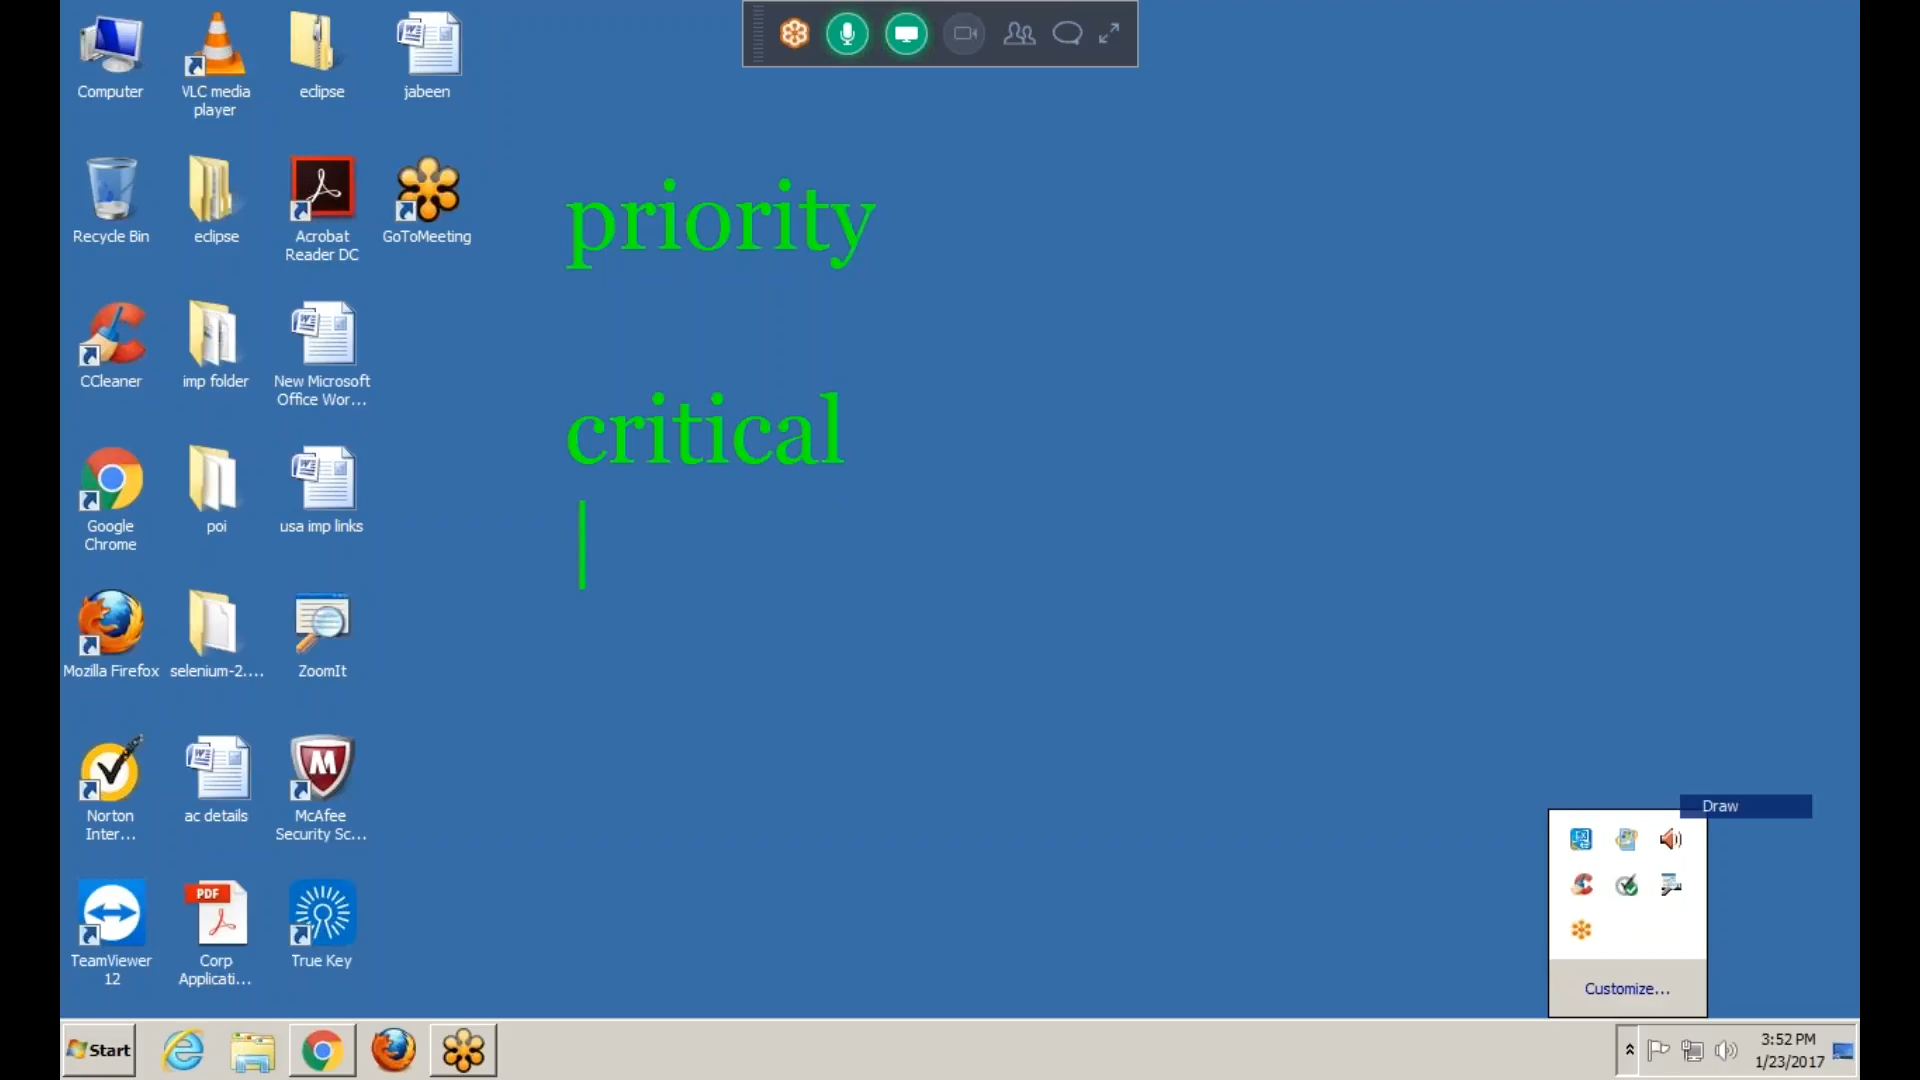 Computer
VLC media
player
eclipse
jabeen
Recycle Bin
eclipse
Acrobat
Reader DC
GoToMeeting
priority
CCleaner
imp folder
New Microsoft
Office Wor...
critical
Google
Chrome
poi
usa imp links
Mozilla Firefox
selenium-2....
ZoomIt
Norton
Inter...
ac details
McAfee
Security Sc...
Draw
TeamViewer
12
PDF
Corp
Applicati...
True Key
Customize...
Start
3:52 PM
1/23/2017